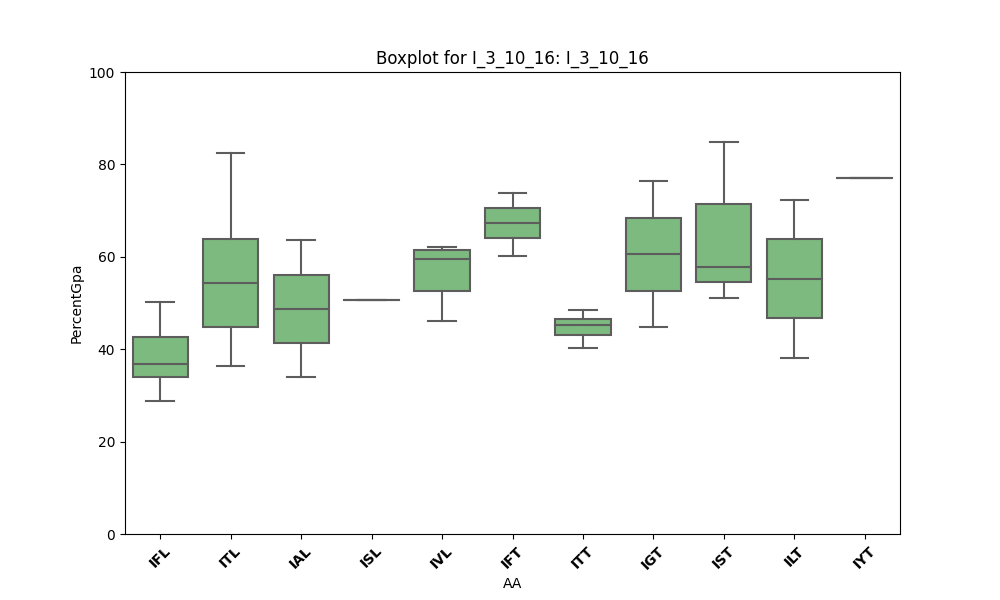 Boxplot for I_3_10_16: I_3_10_16
PercentGpa
100
80
60
40
20
0
IFL ITL IAL ISL IVL IFT ITT IGT IST ILT IYT
AA